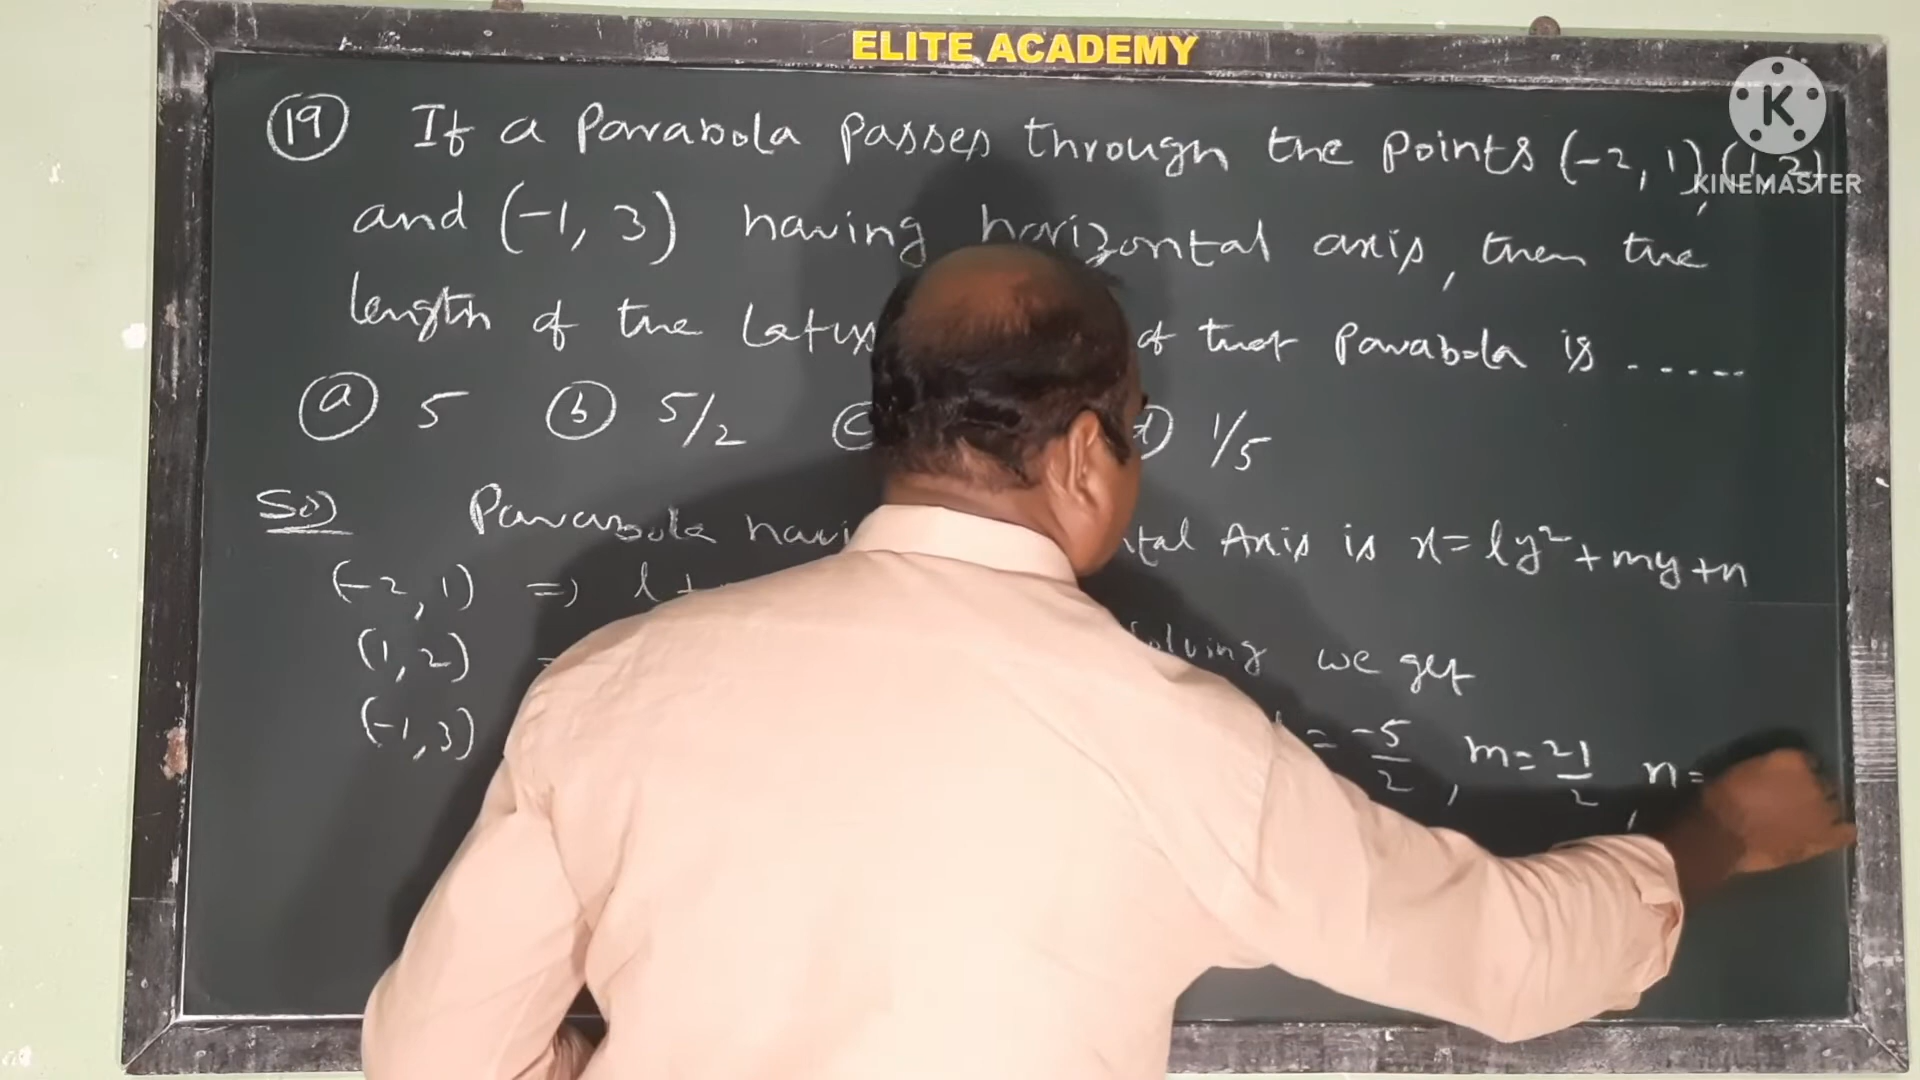 ELITE ACADEMY
K
KINEMASTER
19 If a Parabola passes through the points (-2, 1), (1, 2)
and (-1, 3) having horizontal axis, then the
length of the Latus of that Parabola is .....
a 5 b 5/2 c d 1/5
Sol Parabola Axis is x = ly² + my + n
(-2, 1) ⇒ l +
(1, 2) =
(-1, 3)
solving we get
= -5/2, m = 21/2, n =